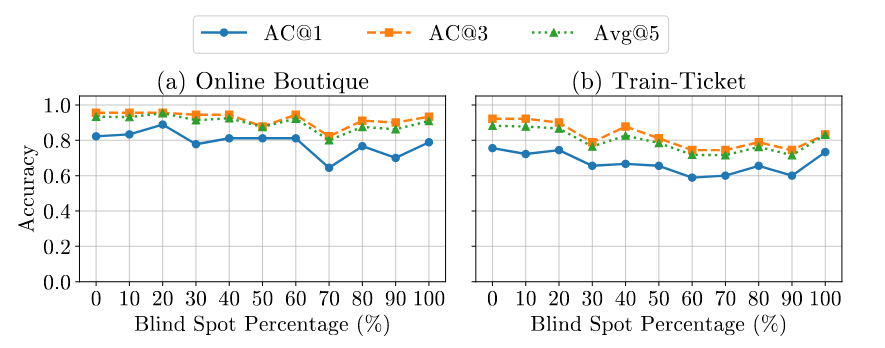 AC@1 AC@3 Avg@5
(a) Online Boutique
(b) Train-Ticket
Accuracy
1.0
0.8
0.6
0.4
0.2
0.0
0 10 20 30 40 50 60 70 80 90 100
Blind Spot Percentage (%)
0 10 20 30 40 50 60 70 80 90 100
Blind Spot Percentage (%)